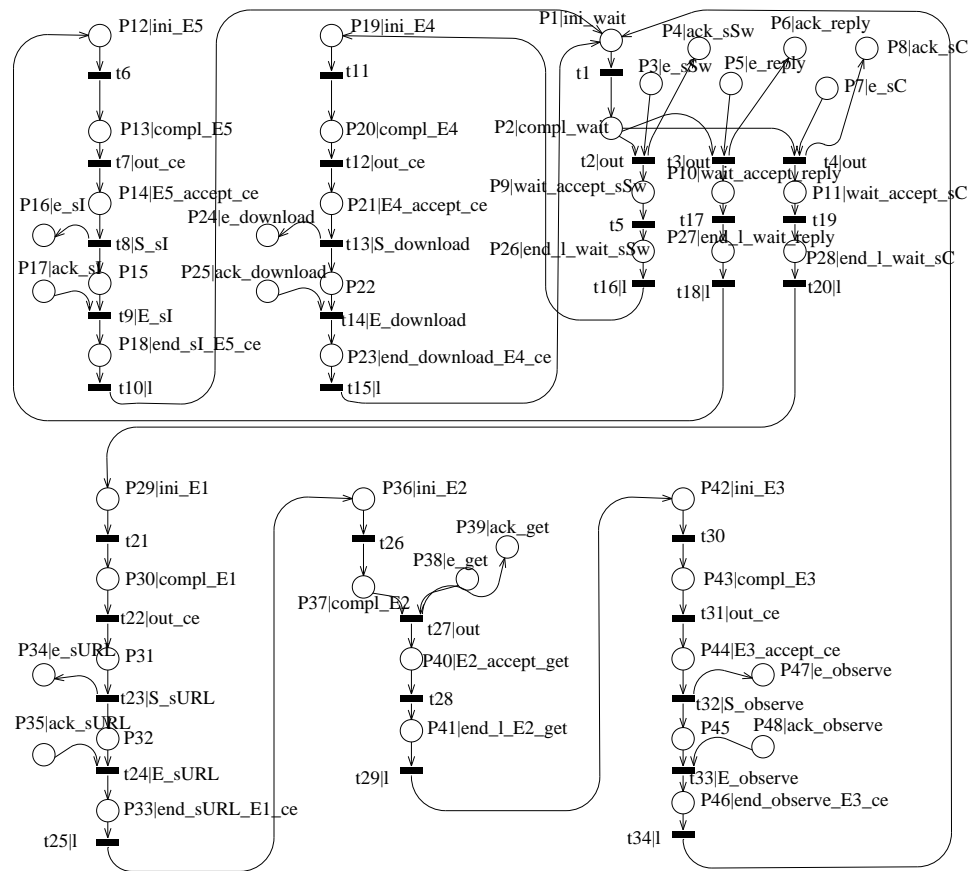 P12|ini_E5
t6
P13|compl_E5
t7|out_ce
P14|E5_accept_ce
P16|e_sI
t8|S_sI
P17|ack_sI
P15
t9|E_sI
P18|end_sI_E5_ce
t10|l
P19|ini_E4
t11
P20|compl_E4
t12|out_ce
P21|E4_accept_ce
P24|e_download
t13|S_download
P25|ack_download
P22
t14|E_download
P23|end_download_E4_ce
t15|l
P1|ini_wait
t1
P2|compl_wait
P3|e_sSw
P4|ack_sSw
P5|e_reply
P6|ack_reply
P7|e_sC
P8|ack_sC
t2|out
t3|out
t4|out
P9|wait_accept_sSw
P10|wait_accept_reply
P11|wait_accept_sC
t5
t17
t19
P26|end_l_wait_sSw
P27|end_l_wait_reply
P28|end_l_wait_sC
t16|l
t18|l
t20|l
P29|ini_E1
t21
P30|compl_E1
t22|out_ce
P31
P34|e_sURL
t23|S_sURL
P35|ack_sURL
P32
t24|E_sURL
P33|end_sURL_E1_ce
t25|l
P36|ini_E2
t26
P37|compl_E2
P38|e_get
P39|ack_get
t27|out
P40|E2_accept_get
t28
P41|end_l_E2_get
t29|l
P42|ini_E3
t30
P43|compl_E3
t31|out_ce
P44|E3_accept_ce
P47|e_observe
t32|S_observe
P45
P48|ack_observe
t33|E_observe
P46|end_observe_E3_ce
t34|l